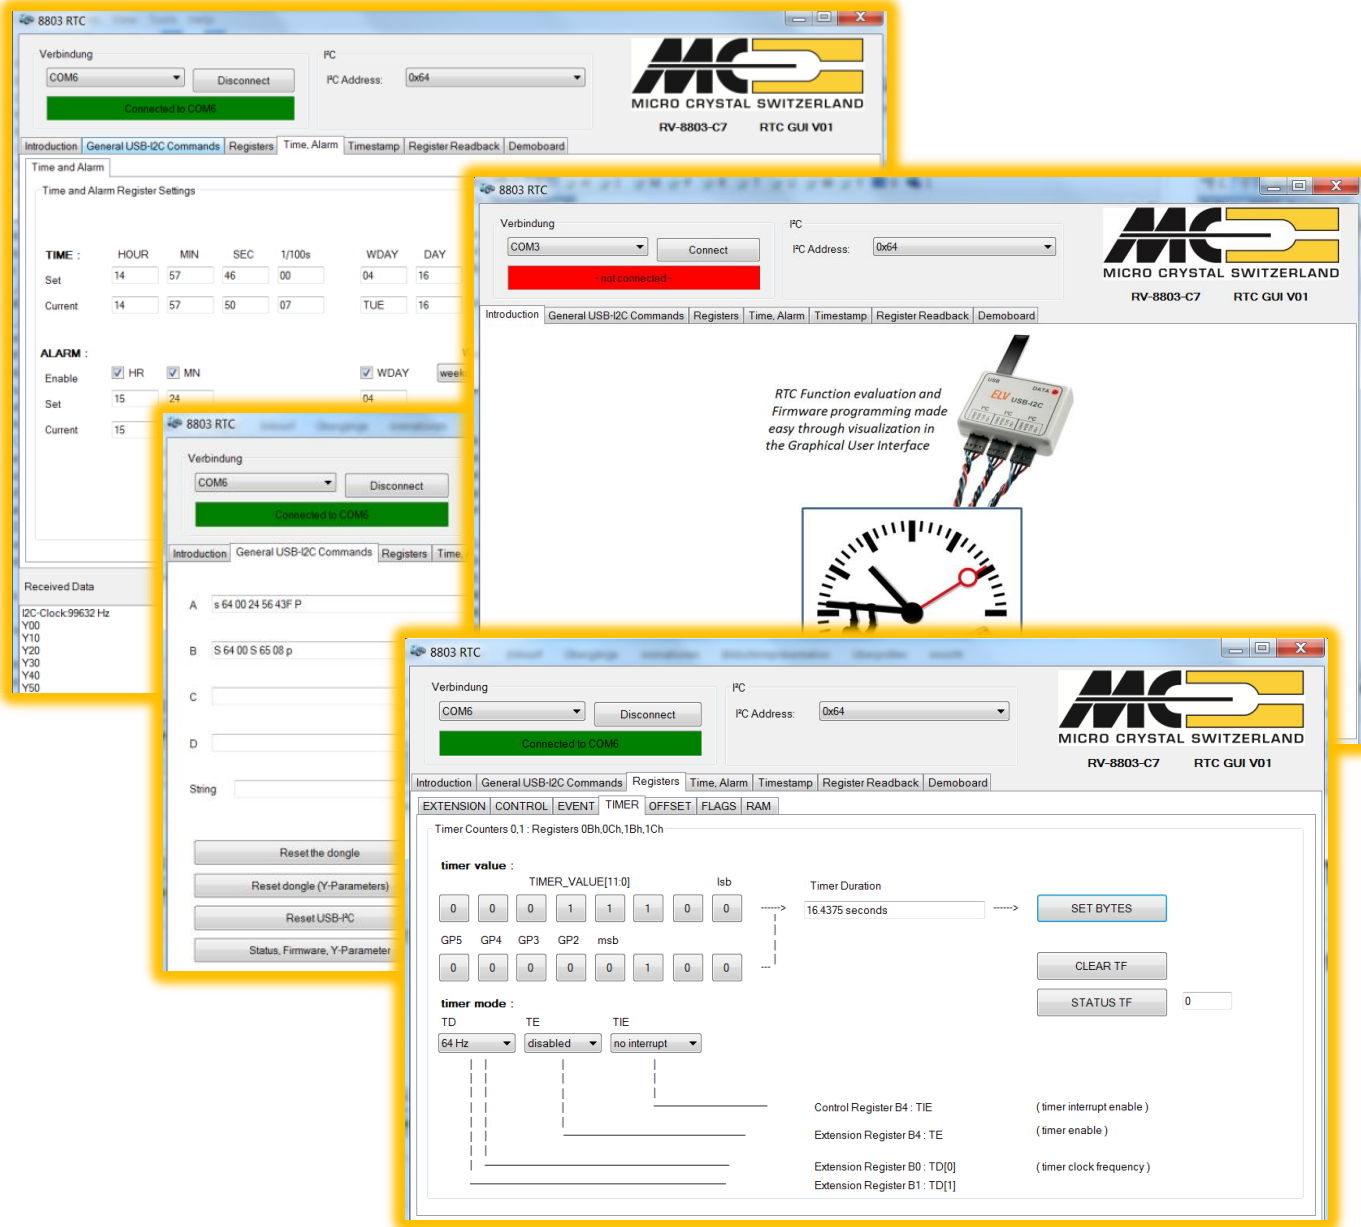 8803 RTC
Verbindung
COM6
Disconnect
Connected to COM6
I²C
I²C Address:
0x64
MICRO CRYSTAL SWITZERLAND
RV-8803-C7 RTC GUI V01
Introduction General USB-I2C Commands Registers Time, Alarm Timestamp Register Readback Demoboard
Time and Alarm
Time and Alarm Register Settings
TIME : HOUR MIN SEC 1/100s WDAY DAY
Set 14 57 46 00 04 16
Current 14 57 50 07 TUE 16
ALARM :
Enable HR MN WDAY
Set 15 24 04
Current 15
Received Data
I2C-Clock:99632 Hz
Y00
Y10
Y20
Y30
Y40
Y50
8803 RTC
Verbindung
COM3
Connect
- not connected -
I²C
I²C Address:
0x64
MC
MICRO CRYSTAL SWITZERLAND
RV-8803-C7 RTC GUI V01
Introduction General USB-I2C Commands Registers Time, Alarm Timestamp Register Readback Demoboard
RTC Function evaluation and
Firmware programming made
easy through visualization in
the Graphical User Interface
USB
DATA
ELV USB-I2C
I²C I²C I²C
8803 RTC
Verbindung
COM6
Disconnect
Connected to COM6
Introduction General USB-I2C Commands Registers Time,
A s 64 00 24 56 43F P
B S 64 00 S 65 08 p
C
D
String
Reset the dongle
Reset dongle (Y-Parameters)
Reset USB-I²C
Status, Firmware, Y-Parameter
8803 RTC
Verbindung
COM6
Disconnect
Connected to COM6
I²C
I²C Address:
0x64
MC
MICRO CRYSTAL SWITZERLAND
RV-8803-C7 RTC GUI V01
Introduction General USB-I2C Commands Registers Time, Alarm Timestamp Register Readback Demoboard
EXTENSION CONTROL EVENT TIMER OFFSET FLAGS RAM
Timer Counters 0,1 : Registers 0Bh,0Ch,1Bh,1Ch
timer value :
TIMER_VALUE[11:0] lsb
Timer Duration
0 0 0 1 1 1 0 0 -----> 16.4375 seconds -----> SET BYTES
GP5 GP4 GP3 GP2 msb
0 0 0 0 0 1 0 0 ---
CLEAR TF
STATUS TF 0
timer mode :
TD TE TIE
64 Hz disabled no interrupt
Control Register B4 : TIE ( timer interrupt enable )
Extension Register B4 : TE ( timer enable )
Extension Register B0 : TD[0] ( timer clock frequency )
Extension Register B1 : TD[1]